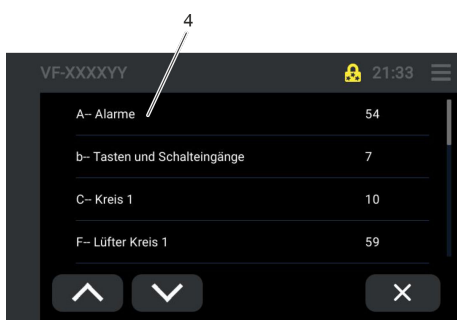 4
VF-XXXXYY 21:33
A-- Alarme 54
b-- Tasten und Schalteingänge 7
C-- Kreis 1 10
F-- Lüfter Kreis 1 59